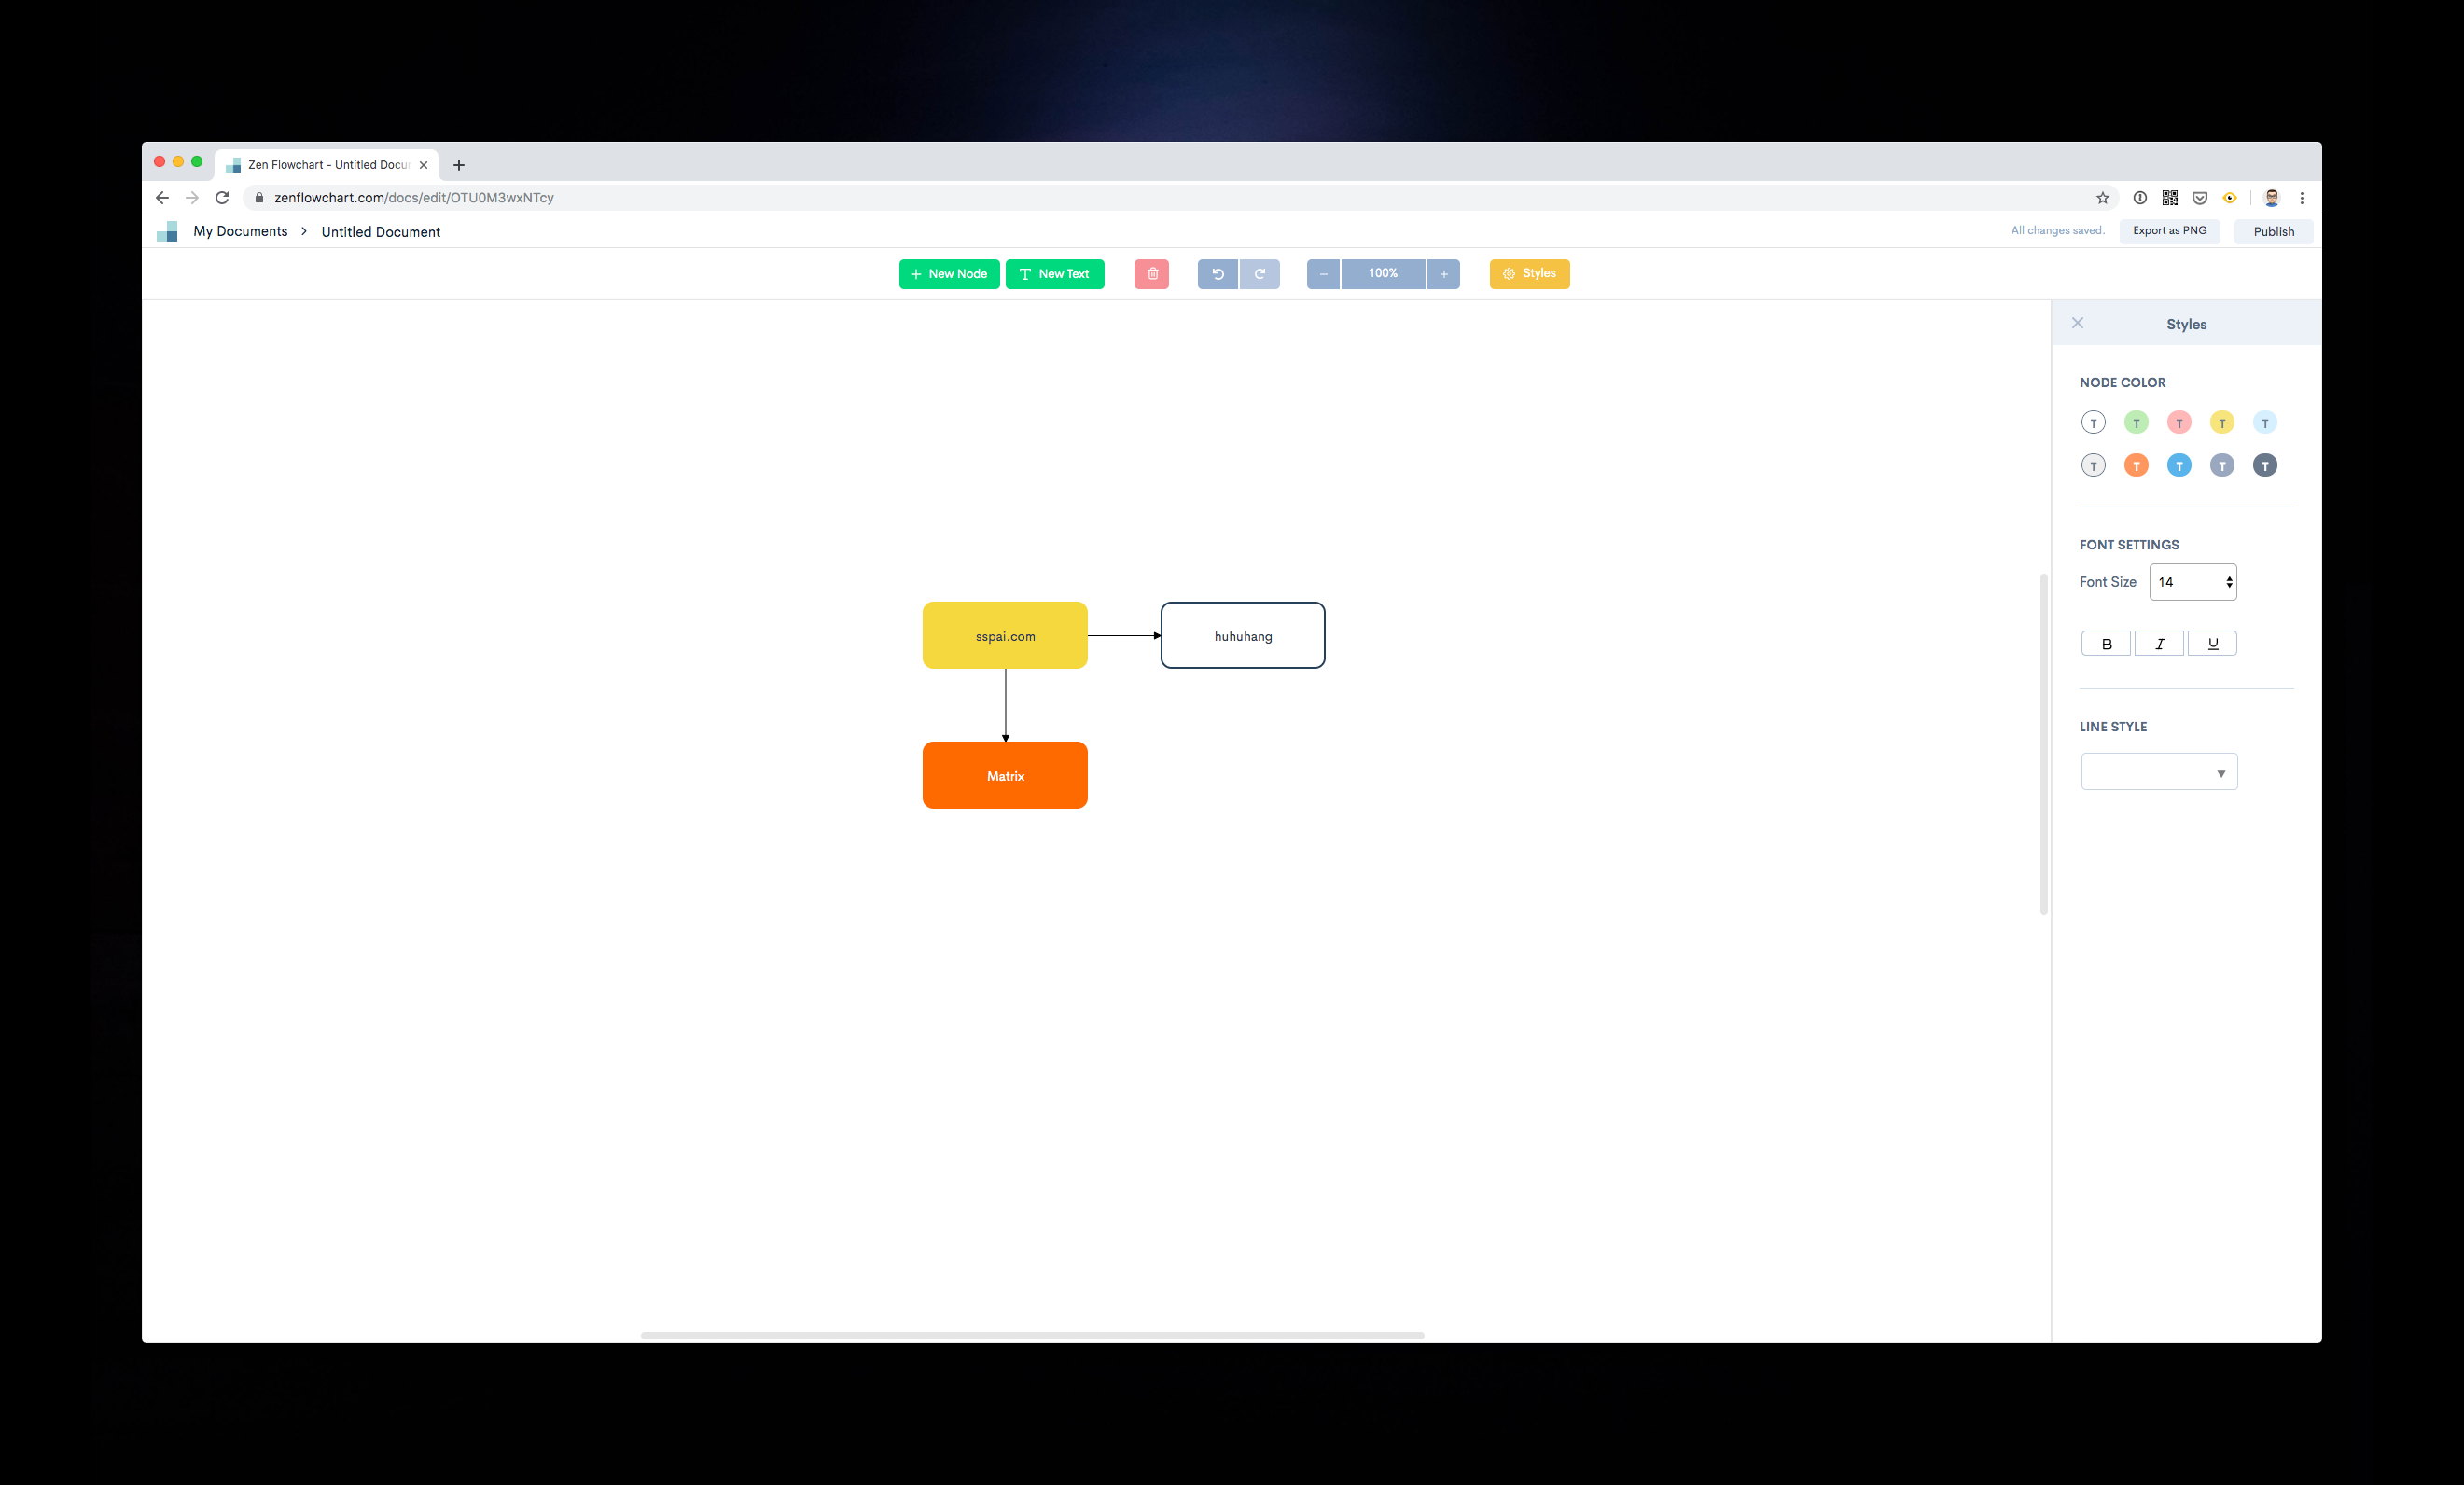 Zen Flowchart - Untitled Docu
zenflowchart.com/docs/edit/OTU0M3wxNTcy
My Documents > Untitled Document
All changes saved.
Export as PNG
Publish
+ New Node
T New Text
− 100% +
Styles
Styles
NODE COLOR
T T T T T
T T T T T
FONT SETTINGS
Font Size 14
B I U
LINE STYLE
sspai.com
huhuhang
Matrix